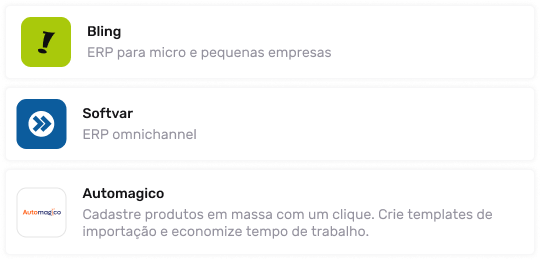 Bling
ERP para micro e pequenas empresas
Softvar
ERP omnichannel
Automagico
Automagico
Cadastre produtos em massa com um clique. Crie templates de
importação e economize tempo de trabalho.